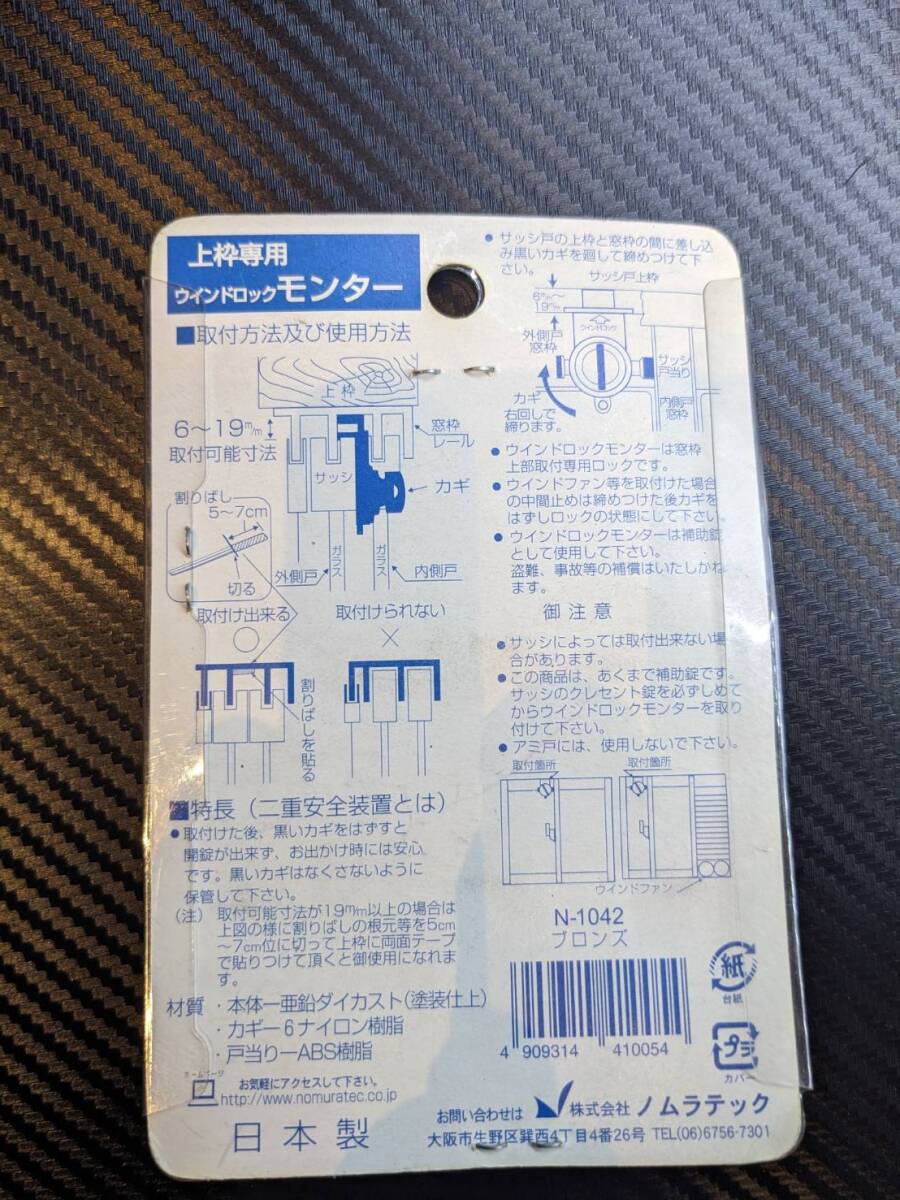 上枠専用
ウインドロックモンター
■取付方法及び使用方法
上枠
6〜19m/m
取付可能寸法
窓枠
レール
サッシ
カギ
割りばし
5〜7cm
切る
外側戸
ガラス
ガラス
内側戸
取付け出来る
○
取付けられない
×
割りばしを貼る
■特長（二重安全装置とは）
●取付けた後、黒いカギをはずすと
開錠が出来ず、お出かけ時には安心
です。黒いカギはなくさないように
保管して下さい。
（注） 取付可能寸法が19m/m以上の場合は
上図の様に割りばしの根元等を5cm
〜7cm位に切って上枠に両面テープ
で貼りつけて頂くと御使用になれま
す。
材質 ・本体ー亜鉛ダイカスト（塗装仕上）
・カギー6ナイロン樹脂
・戸当りーABS樹脂
ホームページ
お気軽にアクセスして下さい。
http://www.nomuratec.co.jp
日本製
●サッシ戸の上枠と窓枠の間に差し込
み黒いカギを廻して締めつけて下
さい。
サッシ戸上枠
6m/m〜
19m/m
外側戸
窓枠
ウインドロック
サッシ
戸当り
カギ
右回しで
締ります。
内側戸
窓枠
●ウインドロックモンターは窓枠
上部取付専用ロックです。
●ウインドファン等を取付けた場合
の中間止めは締めつけた後カギを
はずしロックの状態にして下さい。
●ウインドロックモンターは補助錠
として使用して下さい。
盗難、事故等の補償はいたしかね
ます。
御注意
●サッシによっては取付出来ない場
合があります。
●この商品は、あくまで補助錠です。
サッシのクレセント錠を必ずしめて
からウインドロックモンターを取り
付けて下さい。
●アミ戸には、使用しないで下さい。
取付箇所
取付箇所
ウインドファン
N-1042
ブロンズ
4 909314 410054
紙
台紙
プラ
カバー
お問い合わせは 株式会社 ノムラテック
大阪市生野区巽西4丁目4番26号 TEL(06)6756-7301